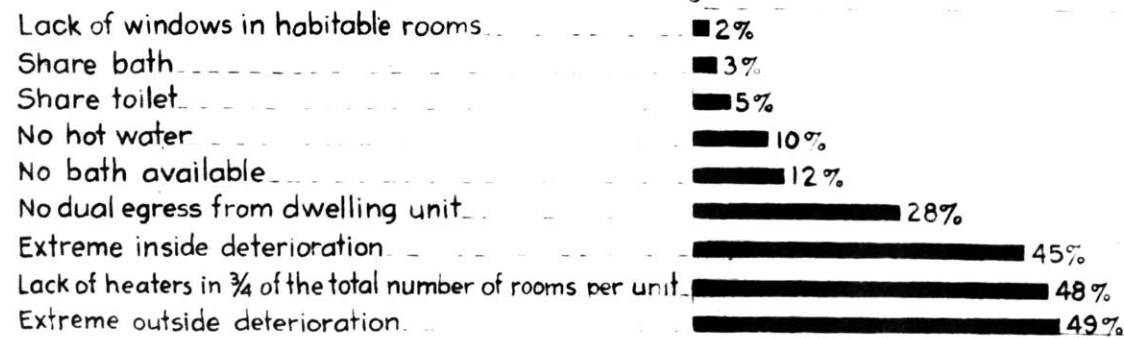 Lack of windows in habitable rooms 2%
Share bath 3%
Share toilet 5%
No hot water 10%
No bath available 12%
No dual egress from dwelling unit 28%
Extreme inside deterioration 45%
Lack of heaters in ¾ of the total number of rooms per unit 48%
Extreme outside deterioration 49%